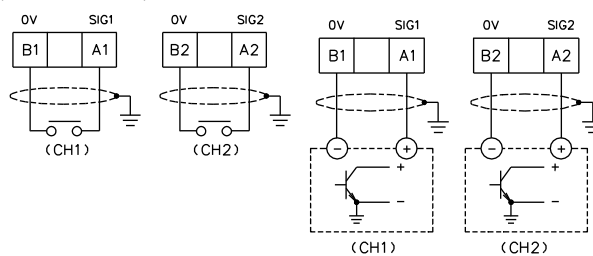 0V SIG1
B1 A1
(CH1)
0V SIG2
B2 A2
(CH2)
0V SIG1
B1 A1
− +
+
−
(CH1)
0V SIG2
B2 A2
− +
+
−
(CH2)